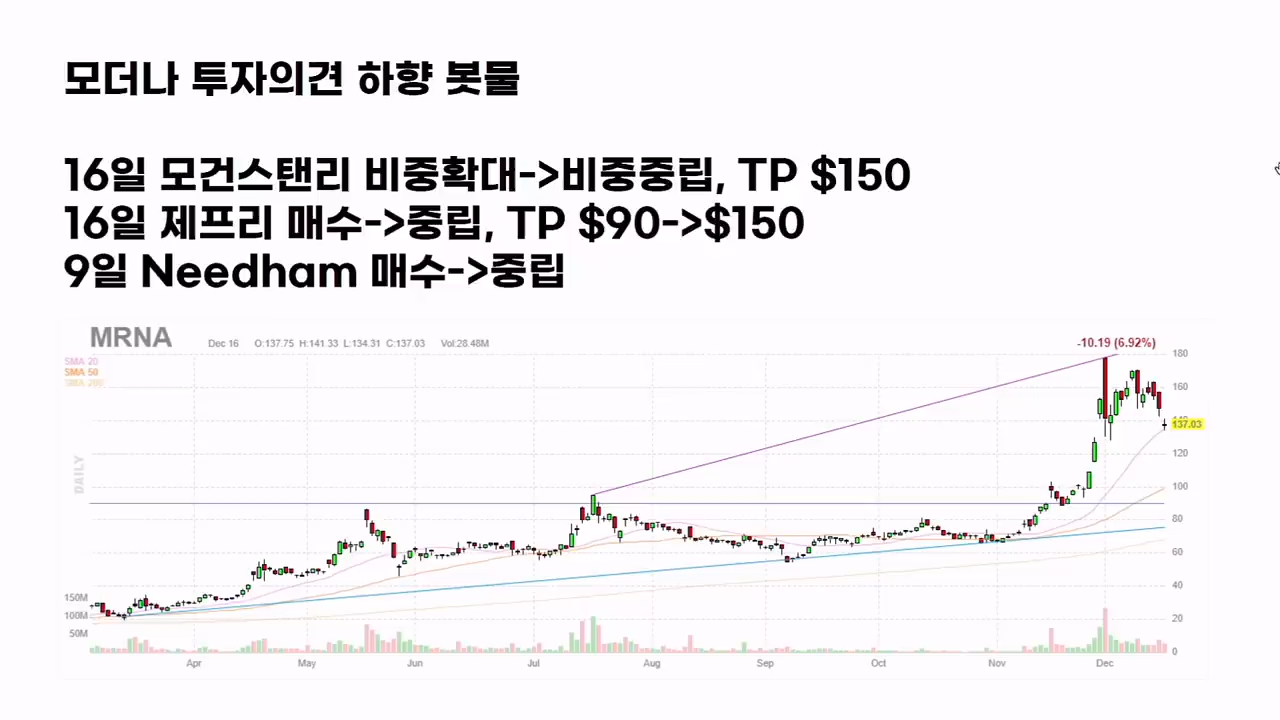 모더나 투자의견 하향 봇물
16일 모건스탠리 비중확대->비중중립, TP $150
16일 제프리 매수->중립, TP $90->$150
9일 Needham 매수->중립
MRNA Dec 16 O:137.75 H:141.33 L:134.31 C:137.03 Vol:28.48M
-10.19 (6.92%)
SMA 20
SMA 50
SMA 200
DAILY
180
160
140
137.03
120
100
80
60
40
20
0
150M
100M
50M
Apr May Jun Jul Aug Sep Oct Nov Dec